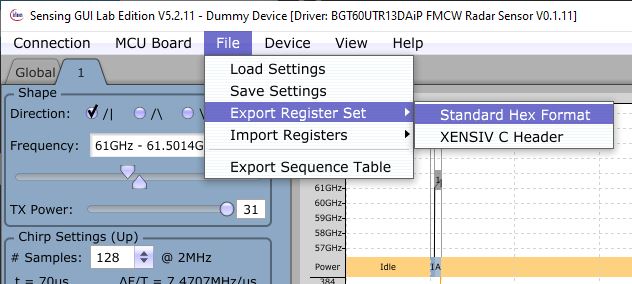 Sensing GUI Lab Edition V5.2.11 - Dummy Device [Driver: BGT60UTR13DAiP FMCW Radar Sensor V0.1.11]
Connection MCU Board File Device View Help
Global 1
Load Settings
Save Settings
Export Register Set
Import Registers
Export Sequence Table
Standard Hex Format
XENSIV C Header
Shape
Direction: /| /\ \
Frequency: 61GHz - 61.5014G
TX Power: 31
Chirp Settings (Up)
# Samples: 128 @ 2MHz
t = 70us ΔF/T = 7.4707MHz/us
61GHz
60GHz
59GHz
58GHz
57GHz
Power Idle I A
384